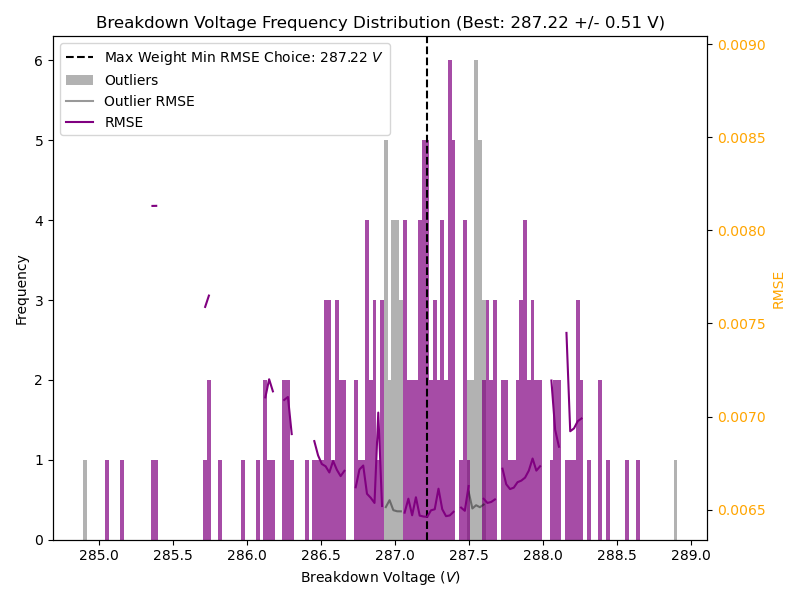 Breakdown Voltage Frequency Distribution (Best: 287.22 +/- 0.51 V)
Max Weight Min RMSE Choice: 287.22 V
Outliers
Outlier RMSE
RMSE
Frequency
6
5
4
3
2
1
0
0.0090
0.0085
0.0080
0.0075
0.0070
0.0065
RMSE
285.0 285.5 286.0 286.5 287.0 287.5 288.0 288.5 289.0
Breakdown Voltage (V)